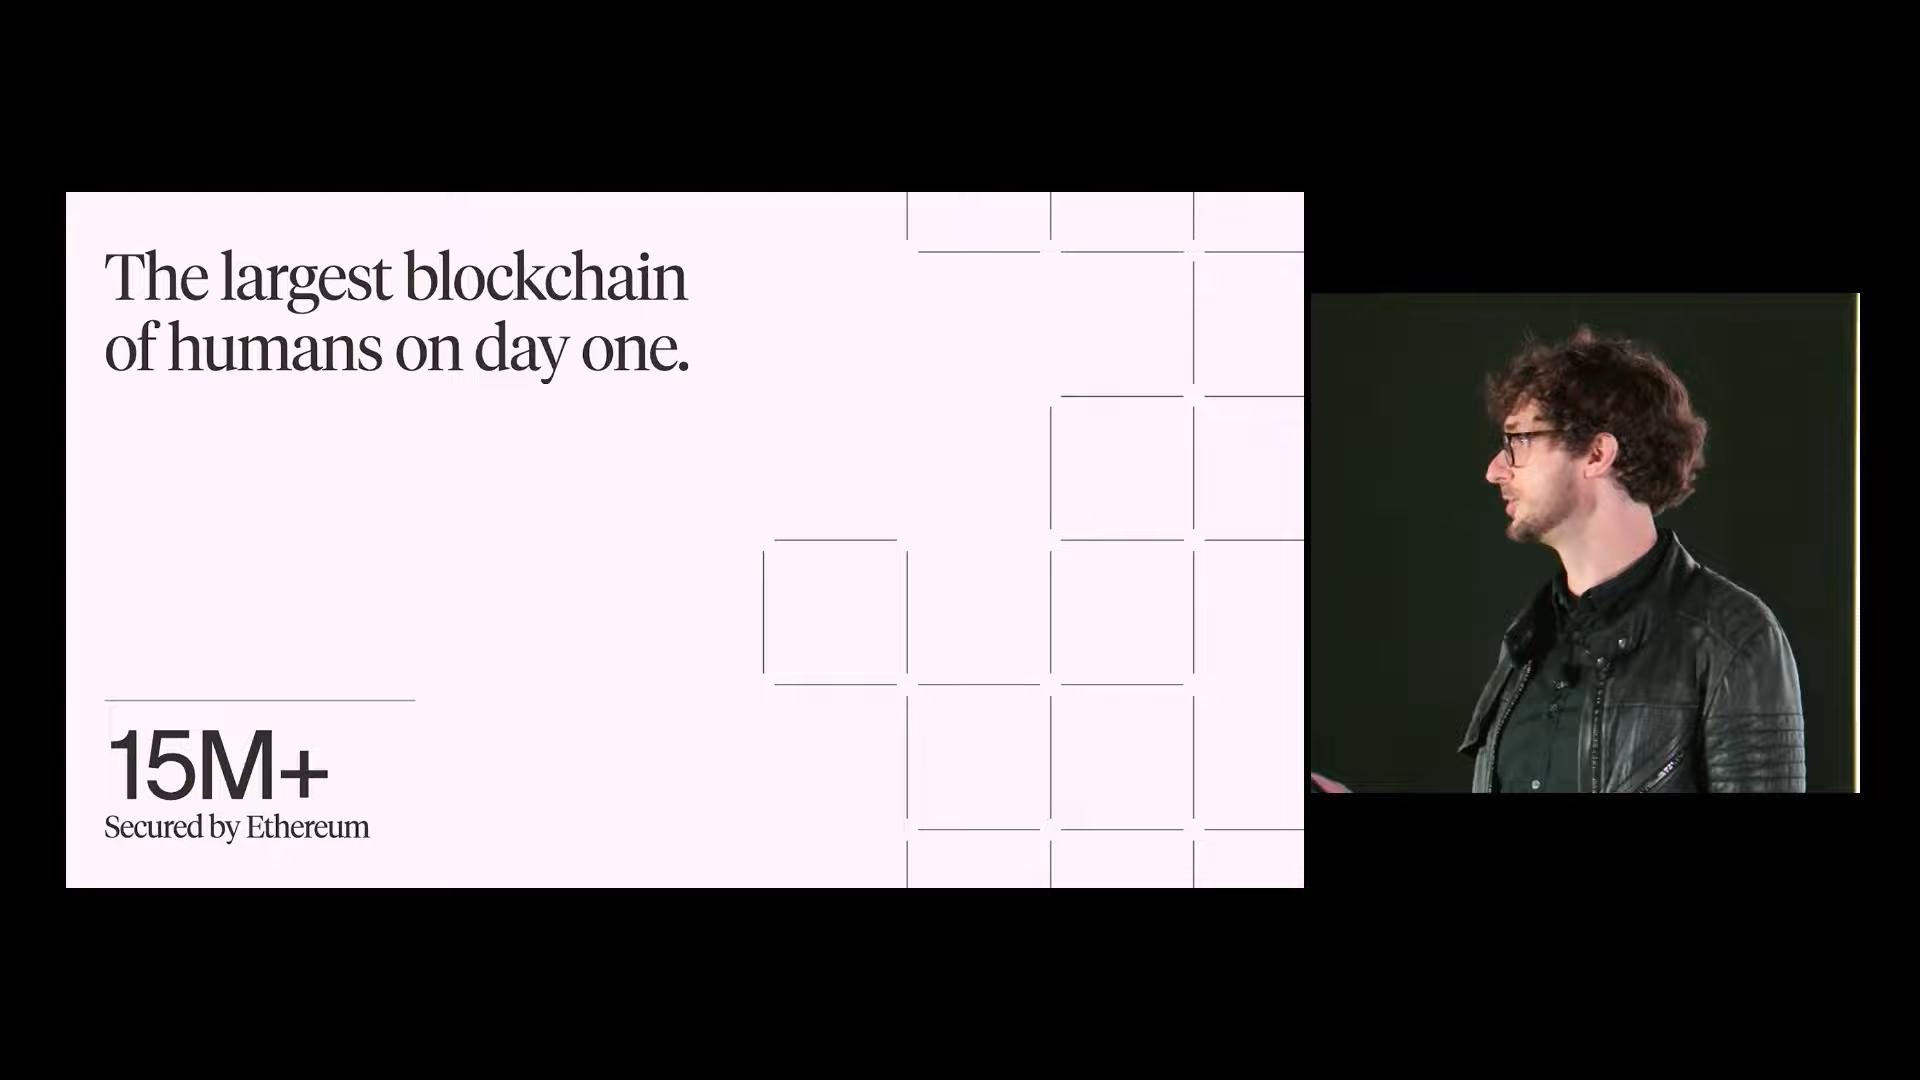 The largest blockchain
of humans on day one.
15M+
Secured by Ethereum